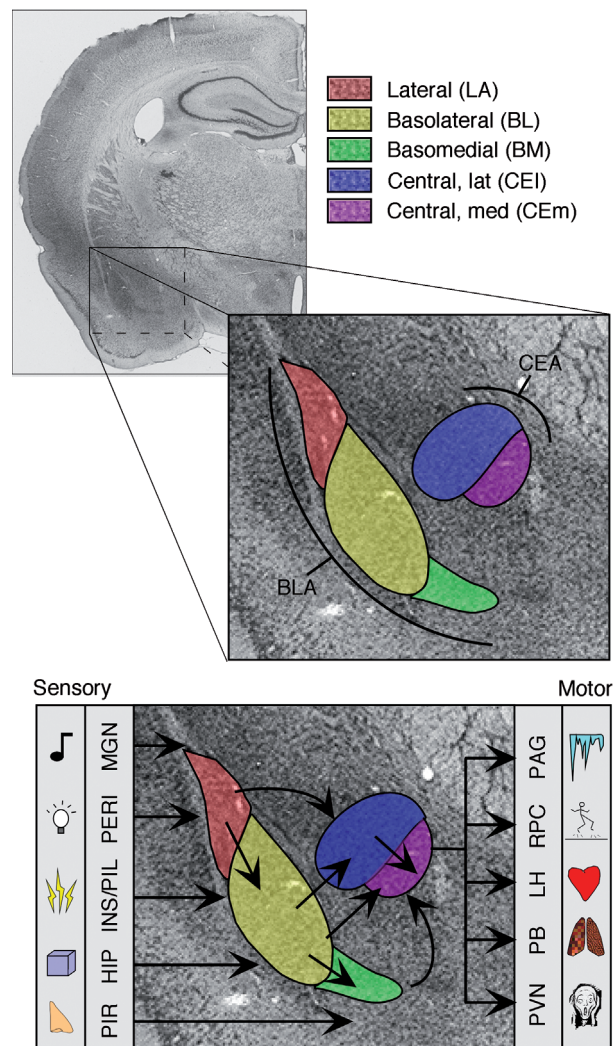 Lateral (LA)
Basolateral (BL)
Basomedial (BM)
Central, lat (CEl)
Central, med (CEm)
CEA
BLA
Sensory
Motor
MGN
PERI
INS/PIL
HIP
PIR
PAG
RPC
LH
PB
PVN